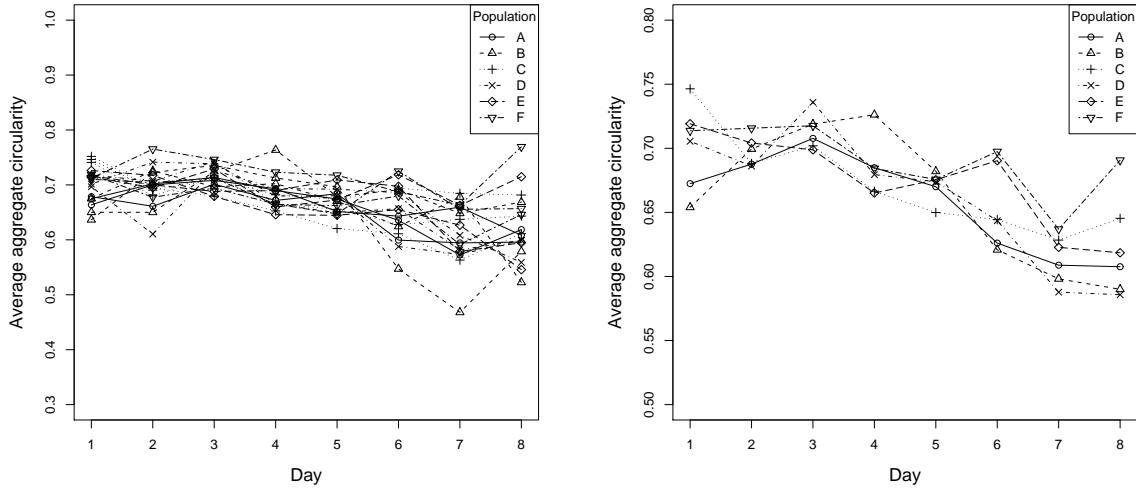 1.0
0.9
0.8
0.7
0.6
0.5
0.4
0.3
Average aggregate circularity
1 2 3 4 5 6 7 8
Day
Population
A
B
C
D
E
F
0.80
0.75
0.70
0.65
0.60
0.55
0.50
Average aggregate circularity
1 2 3 4 5 6 7 8
Day
Population
A
B
C
D
E
F